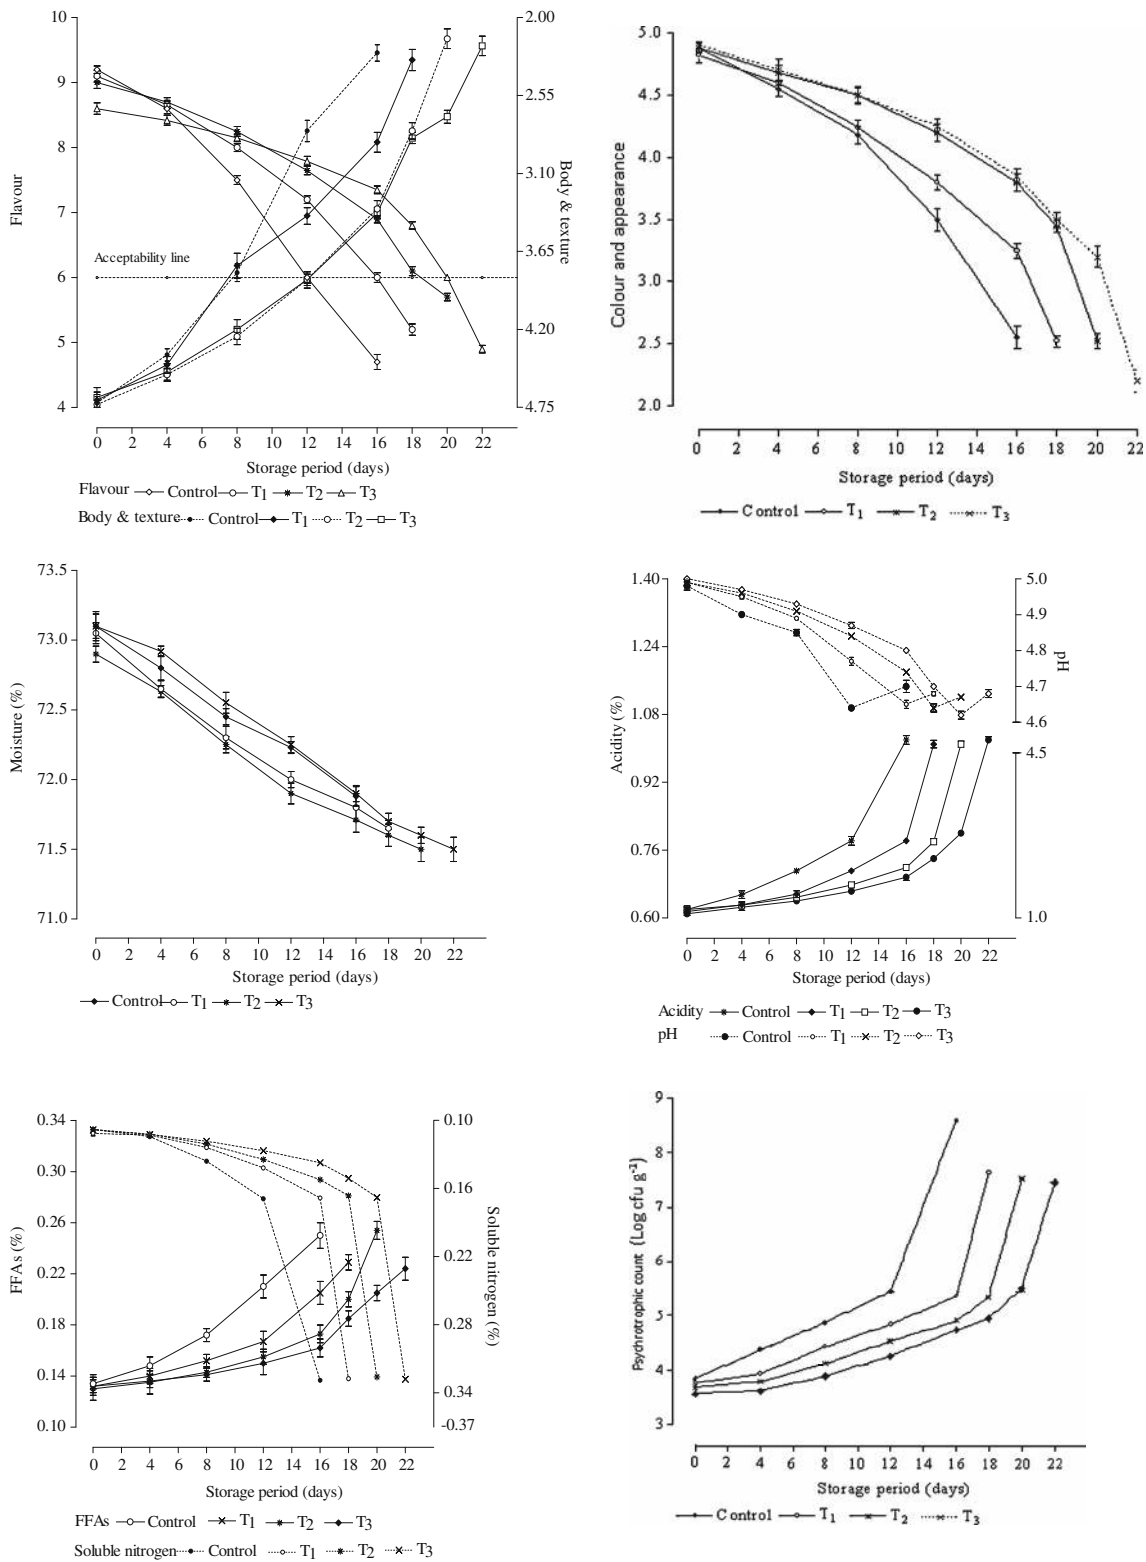 10
9
8
7
6
5
4
Flavour
2.00
2.55
3.10
3.65
4.20
4.75
Body & texture
Acceptability line
0 2 4 6 8 10 12 14 16 18 20 22
Storage period (days)
Flavour Control T1 T2 T3
Body & texture Control T1 T2 T3
5.0
4.5
4.0
3.5
3.0
2.5
2.0
Colour and appearance
0 2 4 6 8 10 12 14 16 18 20 22
Storage period (days)
Control T1 T2 T3
73.5
73.0
72.5
72.0
71.5
71.0
Moisture (%)
0 2 4 6 8 10 12 14 16 18 20 22
Storage period (days)
Control T1 T2 T3
1.40
1.24
1.08
0.92
0.76
0.60
Acidity (%)
5.0
4.9
4.8
4.7
4.6
4.5
1.0
pH
0 2 4 6 8 10 12 14 16 18 20 22
Storage period (days)
Acidity Control T1 T2 T3
pH Control T1 T2 T3
0.34
0.30
0.26
0.22
0.18
0.14
0.10
FFAs (%)
0.10
0.16
0.22
0.28
0.34
-0.37
Soluble nitrogen (%)
0 2 4 6 8 10 12 14 16 18 20 22
Storage period (days)
FFAs Control T1 T2 T3
Soluble nitrogen Control T1 T2 T3
9
8
7
6
5
4
3
Psychrotrophic count (Log cfu g-1)
0 2 4 6 8 10 12 14 16 18 20 22
Storage period (days)
Control T1 T2 T3